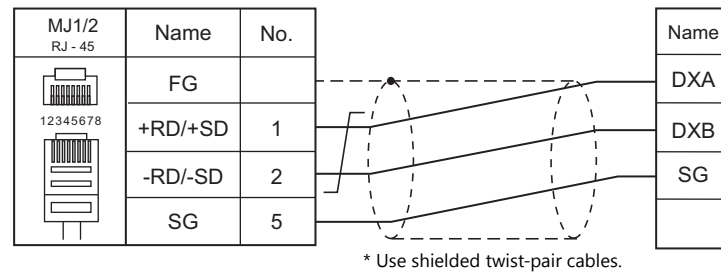 MJ1/2 Name No. Name
RJ - 45
FG DXA
12345678
+RD/+SD 1 DXB
-RD/-SD 2 SG
SG 5
* Use shielded twist-pair cables.